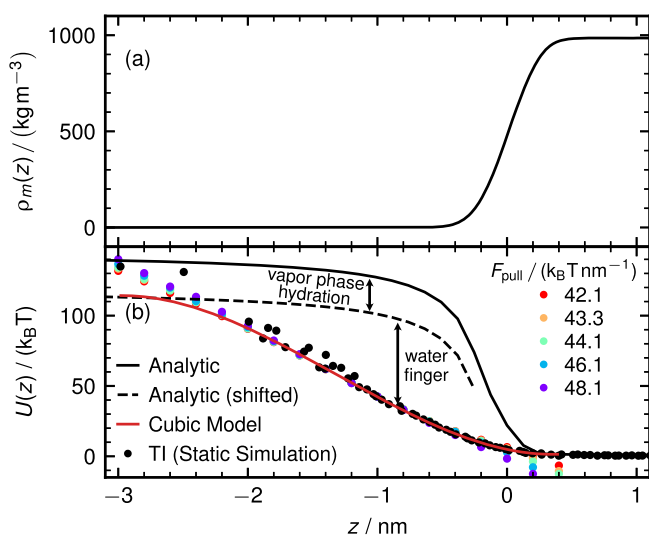 1000
(a)
500
0
ρm(z) / (kg m−3)
Fpull / (kBT nm−1)
vapor phase
hydration
42.1
100
(b)
43.3
water
finger
44.1
Analytic
46.1
50
Analytic (shifted)
48.1
Cubic Model
TI (Static Simulation)
0
U(z) / (kBT)
−3
−2
−1
0
1
z / nm